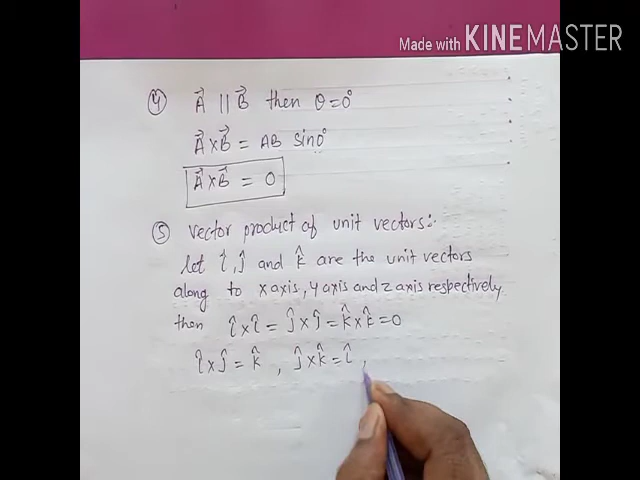 Made with KINEMASTER
④ A⃗ || B⃗ then θ=0°
A⃗ × B⃗ = AB sin0°
A⃗ × B⃗ = 0
⑤ Vector product of unit vectors:-
let î, ĵ and k̂ are the unit vectors
along to x axis, y axis and z axis respectively
then î × î = ĵ × ĵ = k̂ × k̂ = 0
î × ĵ = k̂ , ĵ × k̂ = î ,